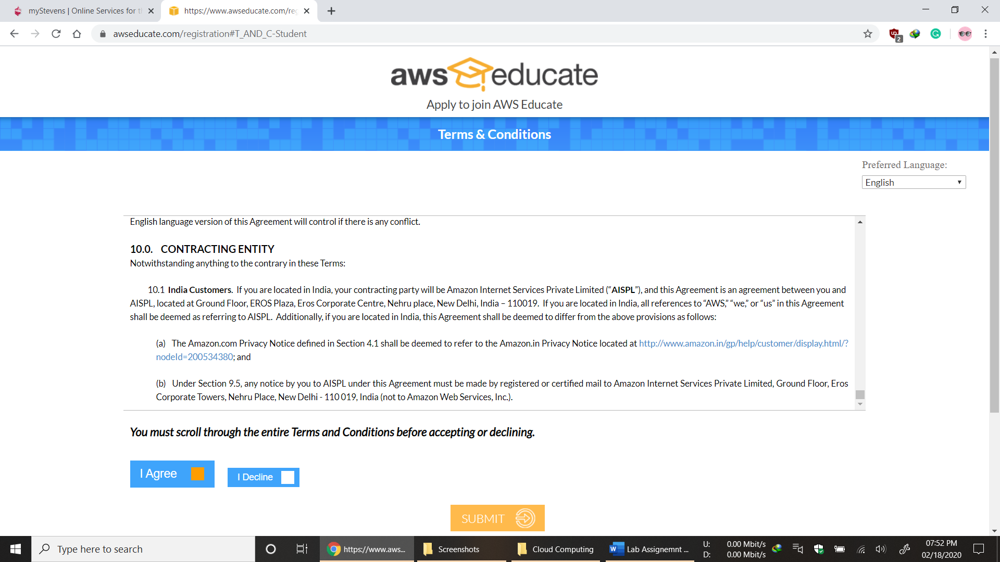 myStevens | Online Services for t
https://www.awseducate.com/reg
awseducate.com/registration#T_AND_C-Student
2
aws educate
Apply to join AWS Educate
Terms & Conditions
Preferred Language:
English
English language version of this Agreement will control if there is any conflict.
10.0. CONTRACTING ENTITY
Notwithstanding anything to the contrary in these Terms:
10.1 India Customers. If you are located in India, your contracting party will be Amazon Internet Services Private Limited (“AISPL”), and this Agreement is an agreement between you and
AISPL, located at Ground Floor, EROS Plaza, Eros Corporate Centre, Nehru place, New Delhi, India – 110019. If you are located in India, all references to “AWS,” “we,” or “us” in this Agreement
shall be deemed as referring to AISPL. Additionally, if you are located in India, this Agreement shall be deemed to differ from the above provisions as follows:
(a) The Amazon.com Privacy Notice defined in Section 4.1 shall be deemed to refer to the Amazon.in Privacy Notice located at http://www.amazon.in/gp/help/customer/display.html/?
nodeId=200534380; and
(b) Under Section 9.5, any notice by you to AISPL under this Agreement must be made by registered or certified mail to Amazon Internet Services Private Limited, Ground Floor, Eros
Corporate Towers, Nehru Place, New Delhi - 110 019, India (not to Amazon Web Services, Inc.).
You must scroll through the entire Terms and Conditions before accepting or declining.
I Agree
I Decline
SUBMIT
Type here to search
https://www.aws...
Screenshots
Cloud Computing
Lab Assignemnt ...
U: 0.00 Mbit/s
D: 0.00 Mbit/s
07:52 PM
02/18/2020